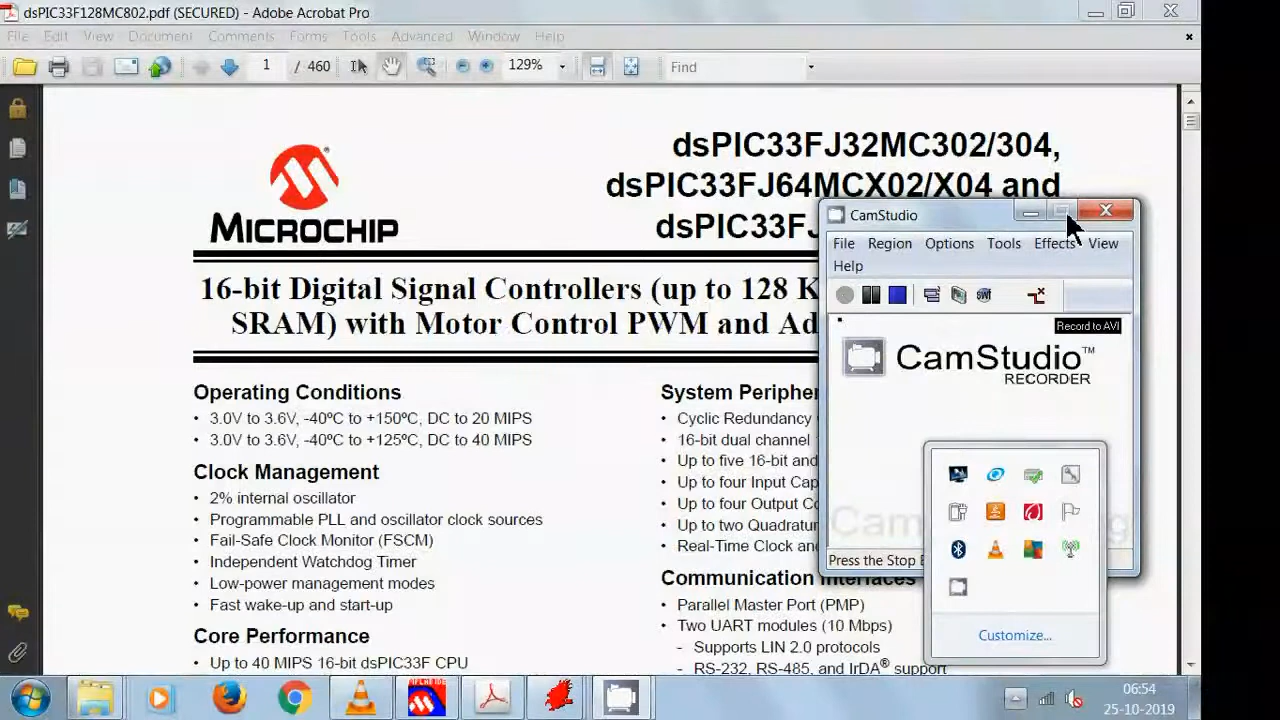 dsPIC33F128MC802.pdf (SECURED) - Adobe Acrobat Pro
File Edit View Document Comments Forms Tools Advanced Window Help
1 / 460 129% Find
dsPIC33FJ32MC302/304,
dsPIC33FJ64MCX02/X04 and
dsPIC33FJ
MICROCHIP
16-bit Digital Signal Controllers (up to 128 K
SRAM) with Motor Control PWM and Ad
Operating Conditions
• 3.0V to 3.6V, -40ºC to +150ºC, DC to 20 MIPS
• 3.0V to 3.6V, -40ºC to +125ºC, DC to 40 MIPS
Clock Management
• 2% internal oscillator
• Programmable PLL and oscillator clock sources
• Fail-Safe Clock Monitor (FSCM)
• Independent Watchdog Timer
• Low-power management modes
• Fast wake-up and start-up
Core Performance
• Up to 40 MIPS 16-bit dsPIC33F CPU
System Peripher
• Cyclic Redundancy
• 16-bit dual channel
• Up to five 16-bit and
• Up to four Input Cap
• Up to four Output Co
• Up to two Quadratur
• Real-Time Clock and
Communication Interfaces
• Parallel Master Port (PMP)
• Two UART modules (10 Mbps)
- Supports LIN 2.0 protocols
- RS-232, RS-485, and IrDA® support
CamStudio
File Region Options Tools Effects View
Help
Record to AVI
CamStudio™
RECORDER
Press the Stop
Customize...
06:54
25-10-2019